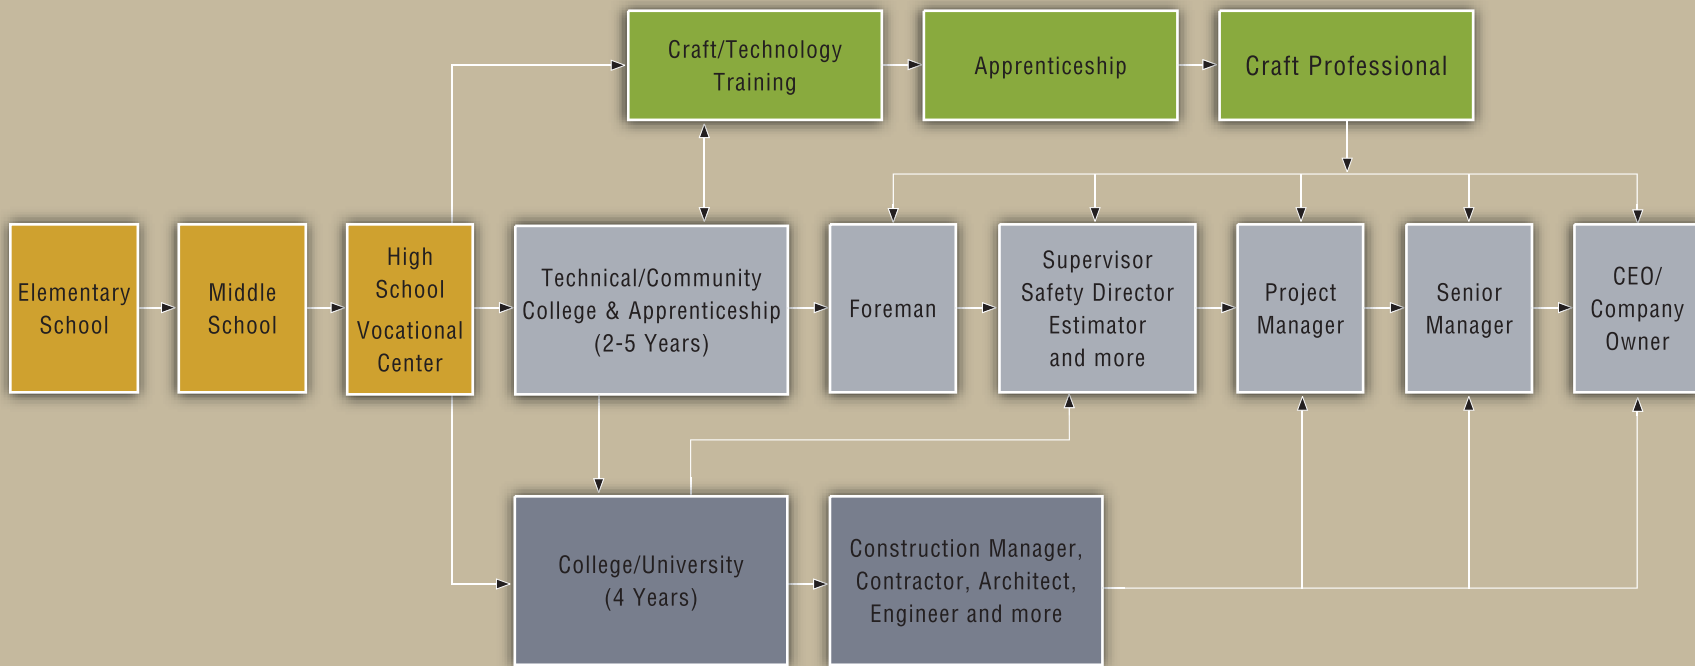 Craft/Technology
Training
Apprenticeship
Craft Professional
Elementary
School
Middle
School
High
School
Vocational
Center
Technical/Community
College & Apprenticeship
(2-5 Years)
Foreman
Supervisor
Safety Director
Estimator
and more
Project
Manager
Senior
Manager
CEO/
Company
Owner
College/University
(4 Years)
Construction Manager,
Contractor, Architect,
Engineer and more